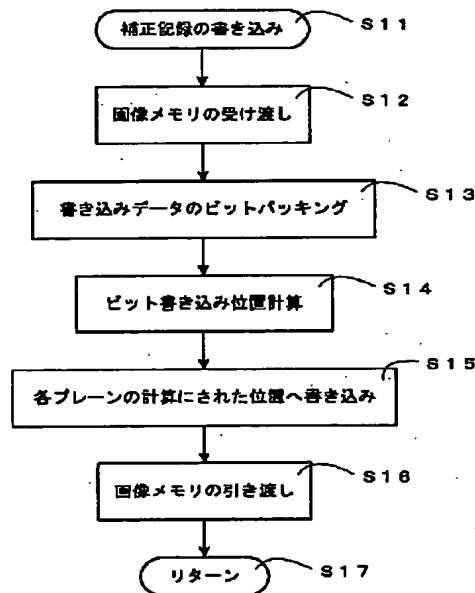 補正記録の書き込み
S11
画像メモリの受け渡し
S12
書き込みデータのビットパッキング
S13
ビット書き込み位置計算
S14
各プレーンの計算にされた位置へ書き込み
S15
画像メモリの引き渡し
S16
リターン
S17